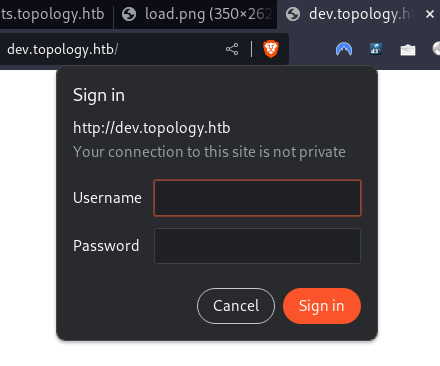 ts.topology.htb load.png (350×262 dev.topology.h
dev.topology.htb/
Sign in
http://dev.topology.htb
Your connection to this site is not private
Username
Password
Cancel Sign in